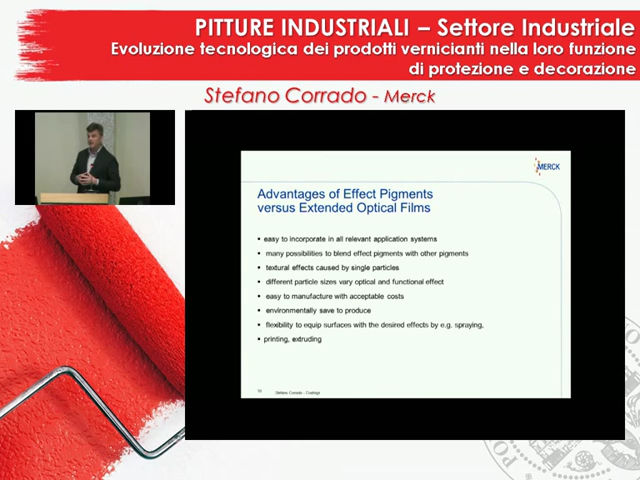 PITTURE INDUSTRIALI – Settore Industriale
Evoluzione tecnologica dei prodotti vernicianti nella loro funzione
di protezione e decorazione
Stefano Corrado - Merck
MERCK
Advantages of Effect Pigments
versus Extended Optical Films
▪ easy to incorporate in all relevant application systems
▪ many possibilities to blend effect pigments with other pigments
▪ textural effects caused by single particles
▪ different particle sizes vary optical and functional effect
▪ easy to manufacture with acceptable costs
▪ environmentally save to produce
▪ flexibility to equip surfaces with the desired effects by e.g. spraying,
▪ printing, extruding
Stefano Corrado - Coatings